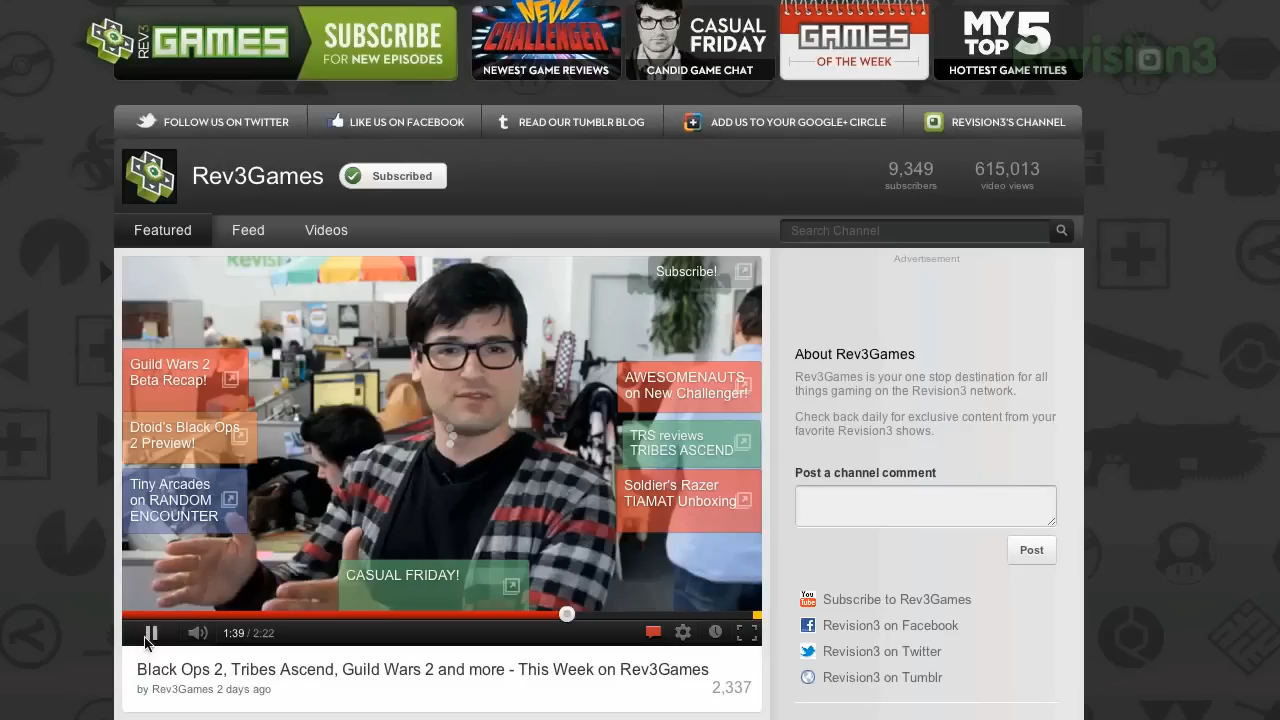 REV3 GAMES
SUBSCRIBE
FOR NEW EPISODES
NEW CHALLENGER
NEWEST GAME REVIEWS
CASUAL
FRIDAY
CANDID GAME CHAT
GAMES
OF THE WEEK
MY
TOP 5
HOTTEST GAME TITLES
Revision3
FOLLOW US ON TWITTER
LIKE US ON FACEBOOK
READ OUR TUMBLR BLOG
ADD US TO YOUR GOOGLE+ CIRCLE
REVISION3'S CHANNEL
Rev3Games
Subscribed
9,349
subscribers
615,013
video views
Featured
Feed
Videos
Search Channel
Subscribe!
Guild Wars 2
Beta Recap!
Dtoid's Black Ops
2 Preview!
Tiny Arcades
on RANDOM
ENCOUNTER
AWESOMENAUTS
on New Challenger!
TRS reviews
TRIBES ASCEND
Soldier's Razer
TIAMAT Unboxing
CASUAL FRIDAY!
1:39 / 2:22
Black Ops 2, Tribes Ascend, Guild Wars 2 and more - This Week on Rev3Games
by Rev3Games 2 days ago
2,337
Advertisement
About Rev3Games
Rev3Games is your one stop destination for all
things gaming on the Revision3 network.
Check back daily for exclusive content from your
favorite Revision3 shows.
Post a channel comment
Post
You Tube
Subscribe to Rev3Games
Revision3 on Facebook
Revision3 on Twitter
Revision3 on Tumblr